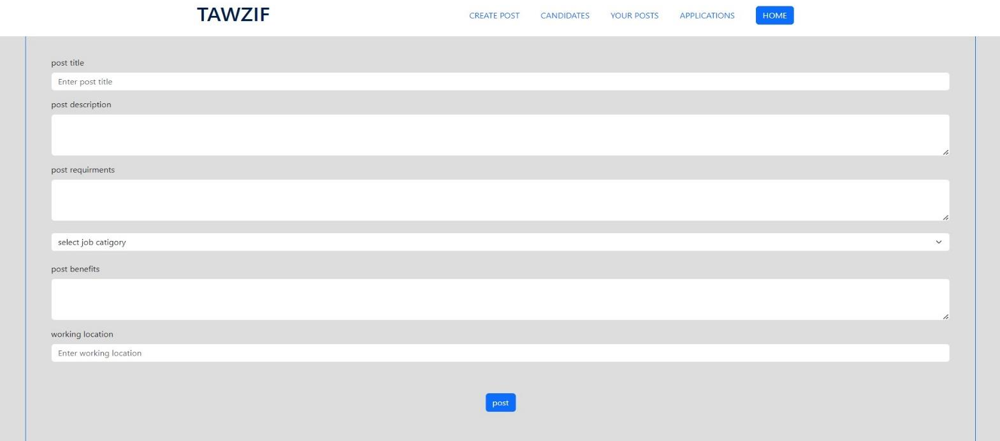 TAWZIF CREATE POST CANDIDATES YOUR POSTS APPLICATIONS HOME
post title
Enter post title
post description
post requirments
select job catigory
post benefits
working location
Enter working location
post